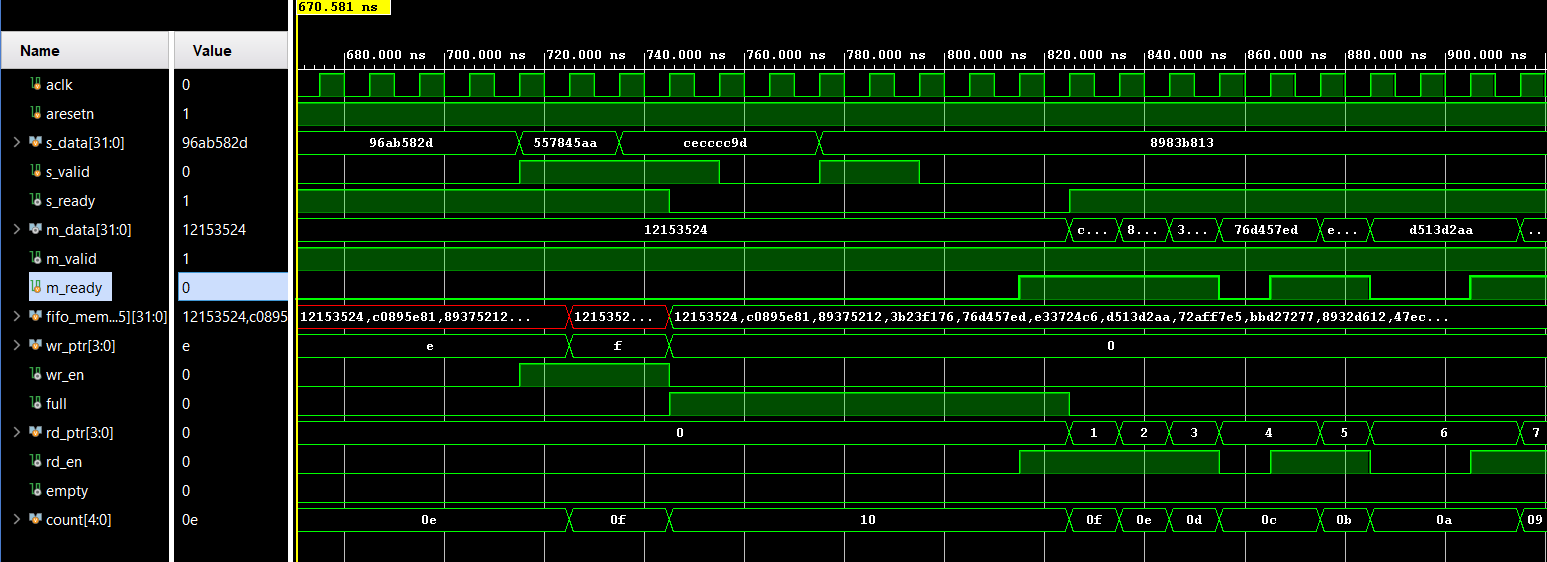 670.581 ns
Name Value
680.000 ns 700.000 ns 720.000 ns 740.000 ns 760.000 ns 780.000 ns 800.000 ns 820.000 ns 840.000 ns 860.000 ns 880.000 ns 900.000 ns
aclk 0
aresetn 1
s_data[31:0] 96ab582d 96ab582d 557845aa cecccc9d 8983b813
s_valid 0
s_ready 1
m_data[31:0] 12153524 12153524 c... 8... 3... 76d457ed e... d513d2aa ..
m_valid 1
m_ready 0
fifo_mem...5][31:0] 12153524,c0895 12153524,c0895e81,89375212... 1215352... 12153524,c0895e81,89375212,3b23f176,76d457ed,e33724c6,d513d2aa,72aff7e5,bbd27277,8932d612,47ec...
wr_ptr[3:0] e e f 0
wr_en 0
full 0
rd_ptr[3:0] 0 0 1 2 3 4 5 6 7
rd_en 0
empty 0
count[4:0] 0e 0e 0f 10 0f 0e 0d 0c 0b 0a 09